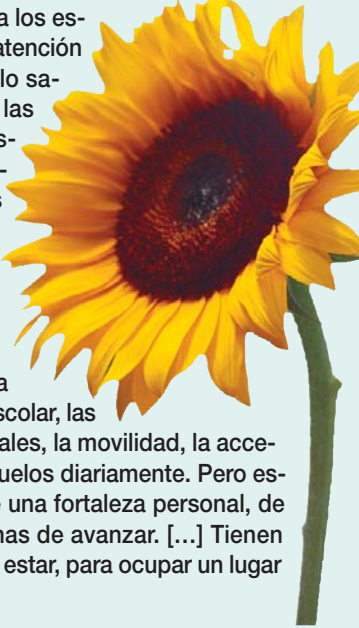 a los es-
atención
lo sa-
las
s-
-
s
a
scolar, las
ales, la movilidad, la acce-
uelos diariamente. Pero es-
una fortaleza personal, de
nas de avanzar. […] Tienen
estar, para ocupar un lugar